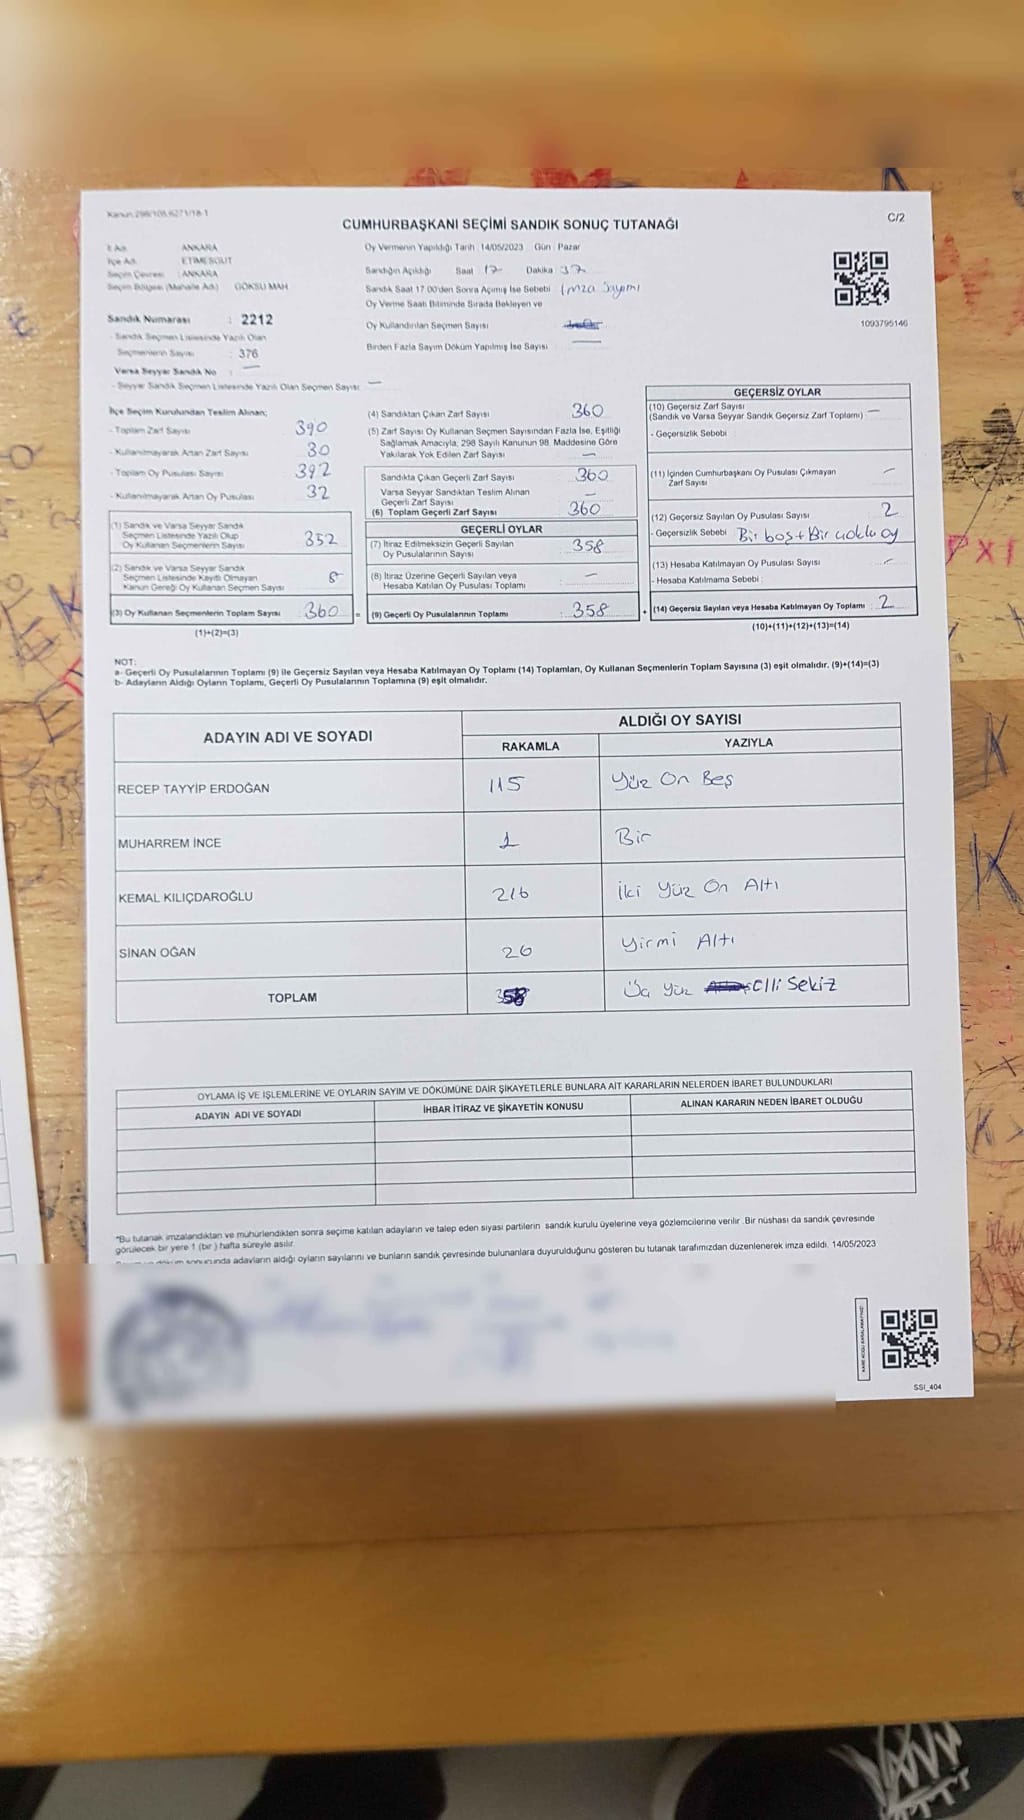 Kanun:298/105,6271/18-1
C/2
CUMHURBAŞKANI SEÇİMİ SANDIK SONUÇ TUTANAĞI
İl Adı ANKARA
İlçe Adı ETİMESGUT
Seçim Çevresi : ANKARA
Seçim Bölgesi (Mahalle Adı) GÖKSU MAH
Sandık Numarası : 2212
- Sandık Seçmen Listesinde Yazılı Olan
Seçmenlerin Sayısı : 376
Varsa Seyyar Sandık No : —
- Seyyar Sandık Seçmen Listesinde Yazılı Olan Seçmen Sayısı: —
Oy Vermenin Yapıldığı Tarih :14/05/2023 Gün : Pazar
Sandığın Açıldığı Saat 17 Dakika 37
Sandık Saat 17.00'den Sonra Açımış İse Sebebi : İmza Sayımı
Oy Verme Saati Bitiminde Sırada Bekleyen ve
Oy Kullandırılan Seçmen Sayısı
Birden Fazla Sayım Döküm Yapılmış İse Sayısı —
1093795146
İlçe Seçim Kurulundan Teslim Alınan;
- Toplam Zarf Sayısı 390
- Kullanılmayarak Artan Zarf Sayısı 30
- Toplam Oy Pusulası Sayısı 392
- Kullanılmayarak Artan Oy Pusulası 32
(1) Sandık ve Varsa Seyyar Sandık
Seçmen Listesinde Yazılı Olup
Oy Kullanan Seçmenlerin Sayısı 352
(2) Sandık ve Varsa Seyyar Sandık
Seçmen Listesinde Kayıtlı Olmayan
Kanun Gereği Oy Kullanan Seçmen Sayısı 8
(3) Oy Kullanan Seçmenlerin Toplam Sayısı 360 =
(1)+(2)=(3)
(4) Sandıktan Çıkan Zarf Sayısı 360
(5) Zarf Sayısı Oy Kullanan Seçmen Sayısından Fazla İse, Eşitliği
Sağlamak Amacıyla; 298 Sayılı Kanunun 98. Maddesine Göre
Yakılarak Yok Edilen Zarf Sayısı —
Sandıkta Çıkan Geçerli Zarf Sayısı 360
Varsa Seyyar Sandıktan Teslim Alınan
Geçerli Zarf Sayısı —
(6) Toplam Geçerli Zarf Sayısı 360
GEÇERLİ OYLAR
(7) İtiraz Edilmeksizin Geçerli Sayılan
Oy Pusulalarının Sayısı : 358
(8) İtiraz Üzerine Geçerli Sayılan veya
Hesaba Katılan Oy Pusulası Toplamı —
(9) Geçerli Oy Pusulalarının Toplamı : 358 +
GEÇERSİZ OYLAR
(10) Geçersiz Zarf Sayısı
(Sandık ve Varsa Seyyar Sandık Geçersiz Zarf Toplamı) —
- Geçersizlik Sebebi :
(11) İçinden Cumhurbaşkanı Oy Pusulası Çıkmayan
Zarf Sayısı —
(12) Geçersiz Sayılan Oy Pusulası Sayısı 2
- Geçersizlik Sebebi : Bir boş + Bir çoklu oy
(13) Hesaba Katılmayan Oy Pusulası Sayısı —
- Hesaba Katılmama Sebebi :
(14) Geçersiz Sayılan veya Hesaba Katılmayan Oy Toplamı : 2
(10)+(11)+(12)+(13)=(14)
NOT:
a- Geçerli Oy Pusulalarının Toplamı (9) ile Geçersiz Sayılan veya Hesaba Katılmayan Oy Toplamı (14) Toplamları, Oy Kullanan Seçmenlerin Toplam Sayısına (3) eşit olmalıdır. (9)+(14)=(3)
b- Adayların Aldığı Oyların Toplamı, Geçerli Oy Pusulalarının Toplamına (9) eşit olmalıdır.
ADAYIN ADI VE SOYADI
ALDIĞI OY SAYISI
RAKAMLA YAZIYLA
RECEP TAYYİP ERDOĞAN 115 Yüz On Beş
MUHARREM İNCE 1 Bir
KEMAL KILIÇDAROĞLU 216 İki Yüz On Altı
SİNAN OĞAN 26 Yirmi Altı
TOPLAM 358 Üç Yüz Elli Sekiz
OYLAMA İŞ VE İŞLEMLERİNE VE OYLARIN SAYIM VE DÖKÜMÜNE DAİR ŞİKAYETLERLE BUNLARA AİT KARARLARIN NELERDEN İBARET BULUNDUKLARI
ADAYIN ADI VE SOYADI İHBAR İTİRAZ VE ŞİKAYETİN KONUSU ALINAN KARARIN NEDEN İBARET OLDUĞU
*Bu tutanak imzalandıktan ve mühürlendikten sonra seçime katılan adayların ve talep eden siyasi partilerin sandık kurulu üyelerine veya gözlemcilerine verilir .Bir nüshası da sandık çevresinde
görülecek bir yere 1 (bir ) hafta süreyle asılır.
sonucunda adayların aldığı oyların sayılarını ve bunların sandık çevresinde bulunanlara duyurulduğunu gösteren bu tutanak tarafımızdan düzenlenerek imza edildi. 14/05/2023
SSI_404